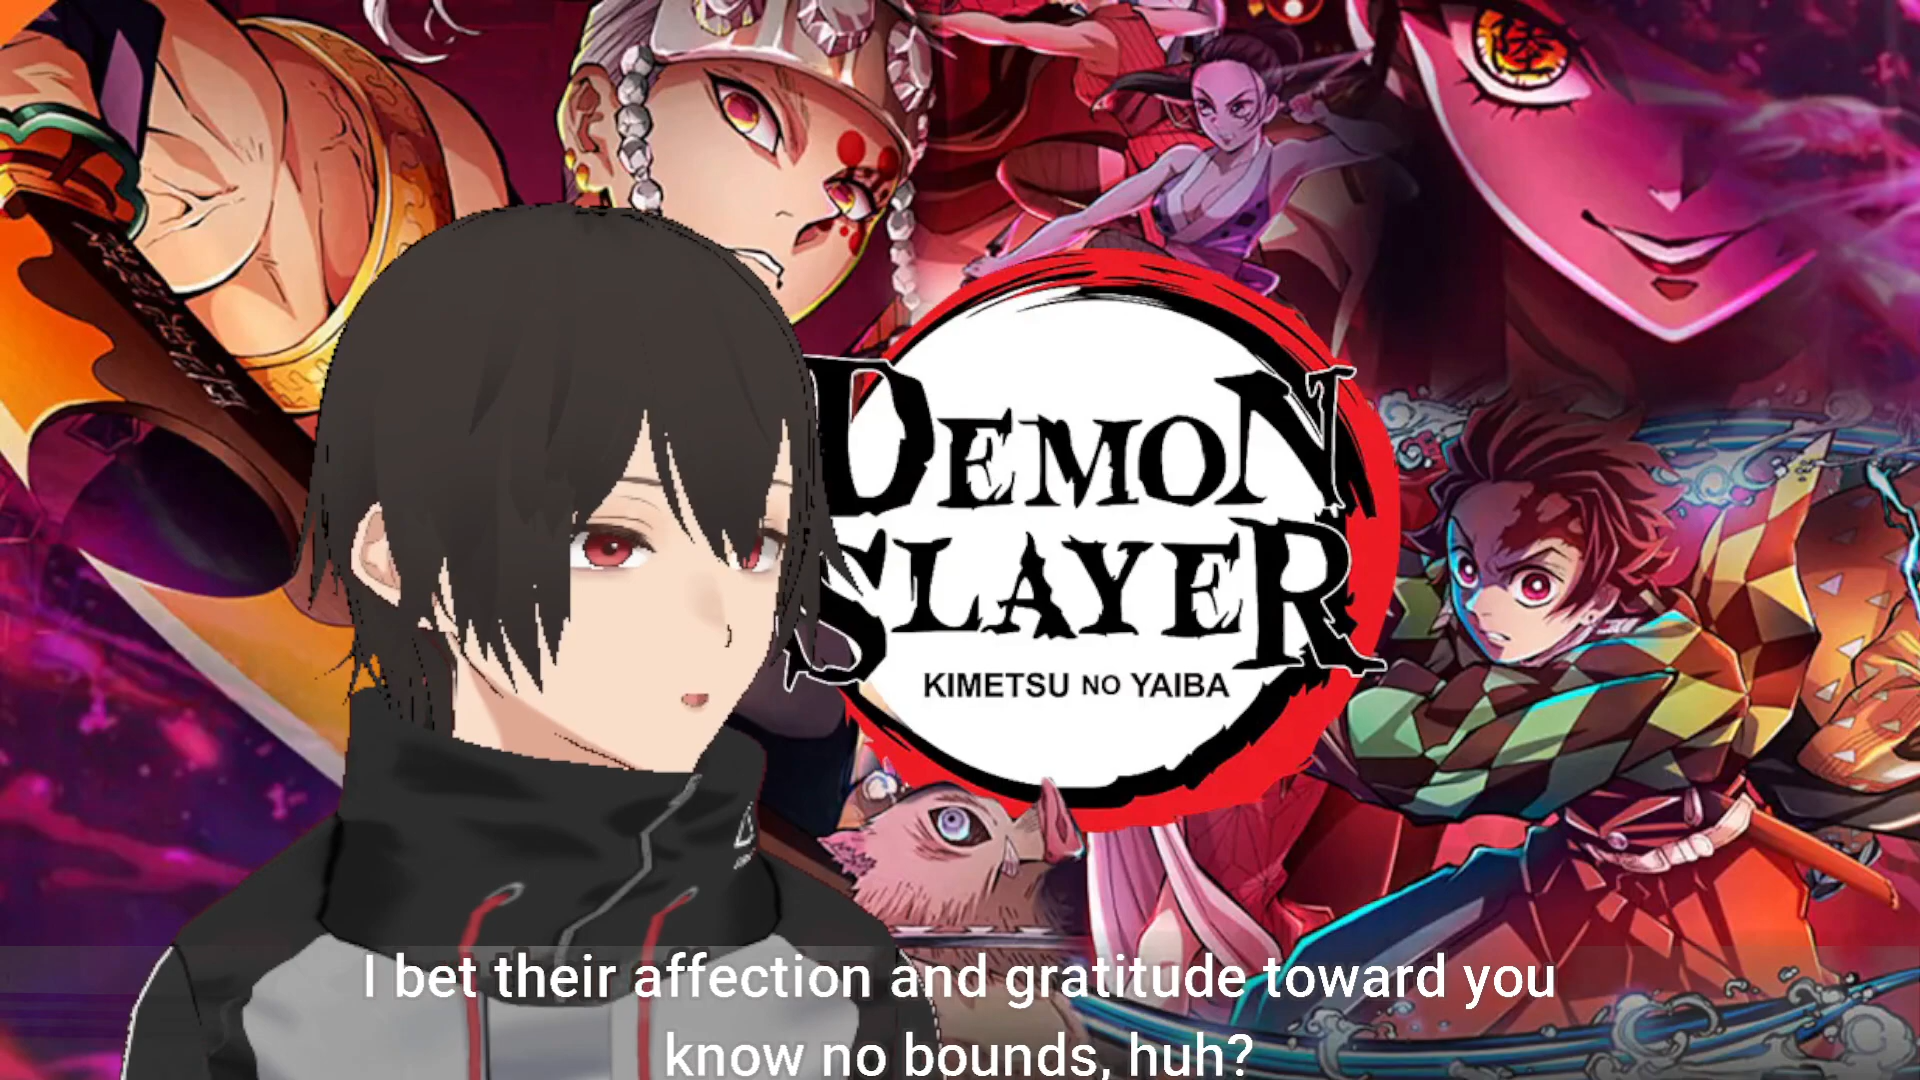 DEMON
SLAYER
KIMETSU NO YAIBA
I bet their affection and gratitude toward you
know no bounds, huh?